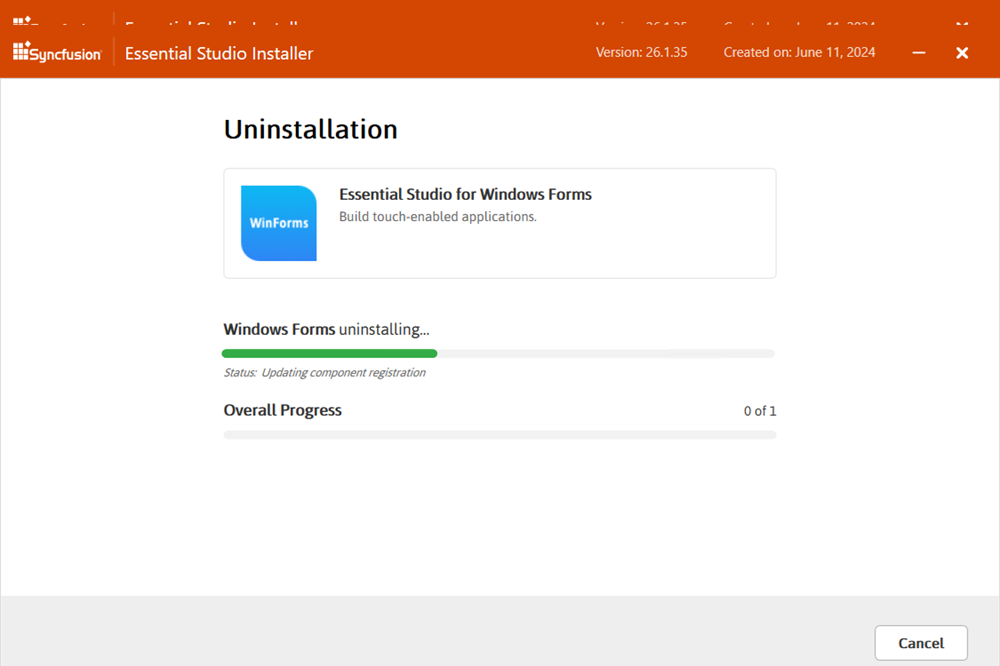 Syncfusion Essential Studio Installer Version: 26.1.35 Created on: June 11, 2024
Uninstallation
WinForms
Essential Studio for Windows Forms
Build touch-enabled applications.
Windows Forms uninstalling...
Status: Updating component registration
Overall Progress 0 of 1
Cancel